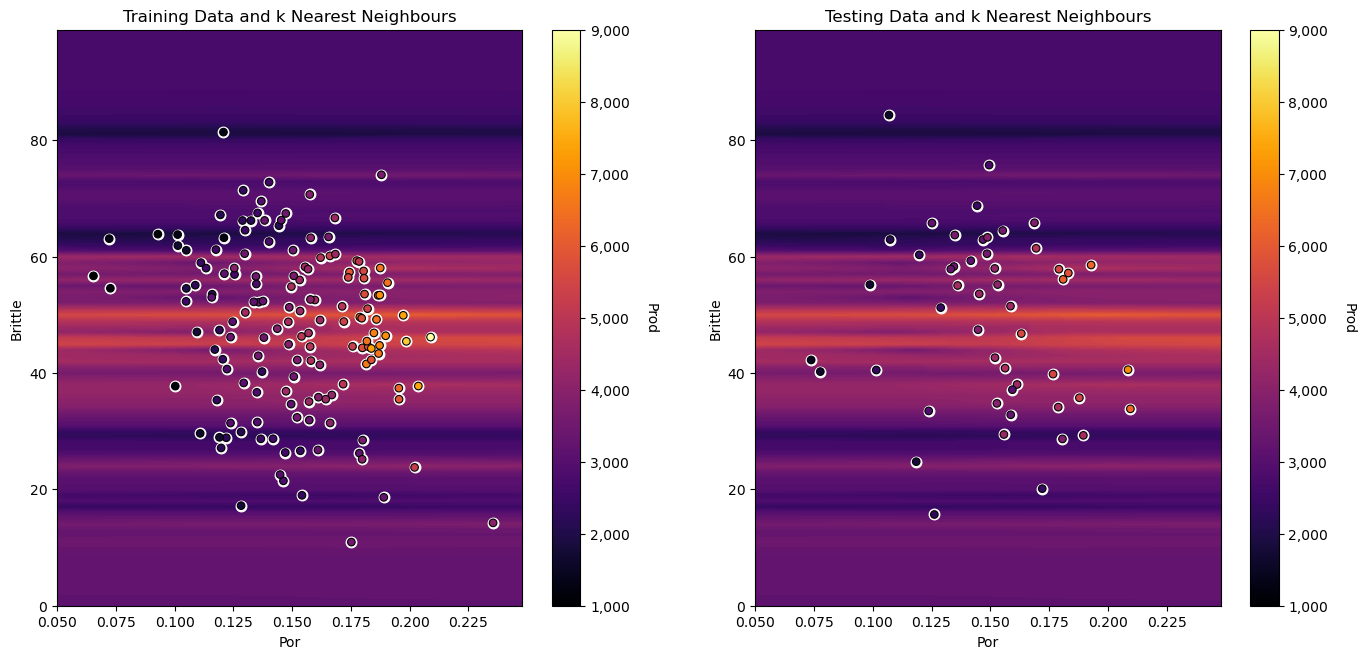 Training Data and k Nearest Neighbours
Brittle
80
60
40
20
0
0.050 0.075 0.100 0.125 0.150 0.175 0.200 0.225
Por
9,000
8,000
7,000
6,000
5,000
4,000
3,000
2,000
1,000
Prod
Testing Data and k Nearest Neighbours
Brittle
80
60
40
20
0
0.050 0.075 0.100 0.125 0.150 0.175 0.200 0.225
Por
9,000
8,000
7,000
6,000
5,000
4,000
3,000
2,000
1,000
Prod